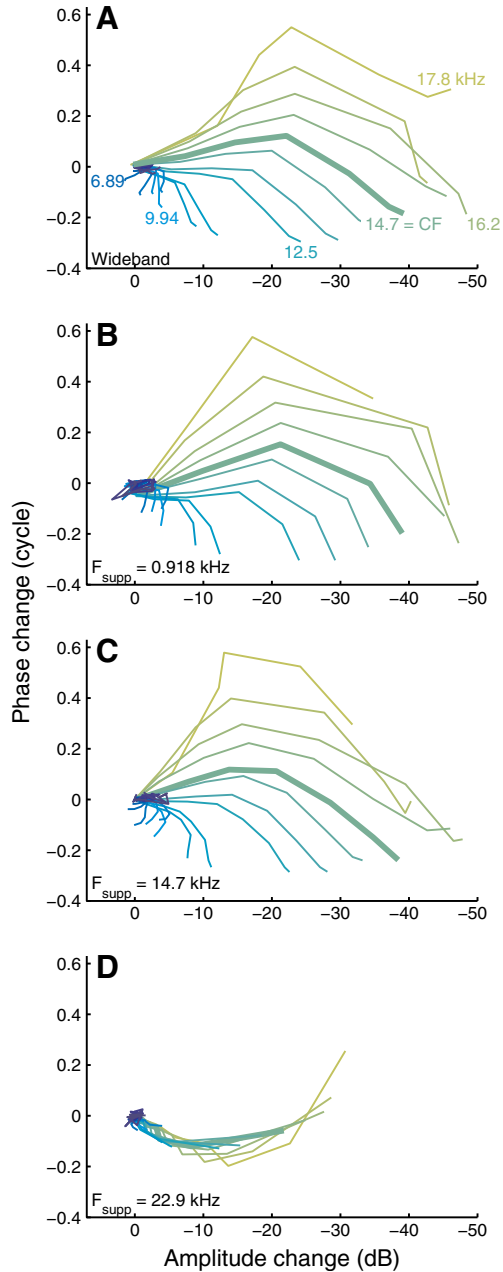 A
0.6
0.4
0.2
0
−0.2
−0.4
17.8 kHz
6.89
9.94
12.5
14.7 = CF
16.2
Wideband
0 −10 −20 −30 −40 −50
B
0.6
0.4
0.2
0
−0.2
−0.4
F_supp = 0.918 kHz
0 −10 −20 −30 −40 −50
Phase change (cycle)
C
0.6
0.4
0.2
0
−0.2
−0.4
F_supp = 14.7 kHz
0 −10 −20 −30 −40 −50
D
0.6
0.4
0.2
0
−0.2
−0.4
F_supp = 22.9 kHz
0 −10 −20 −30 −40 −50
Amplitude change (dB)